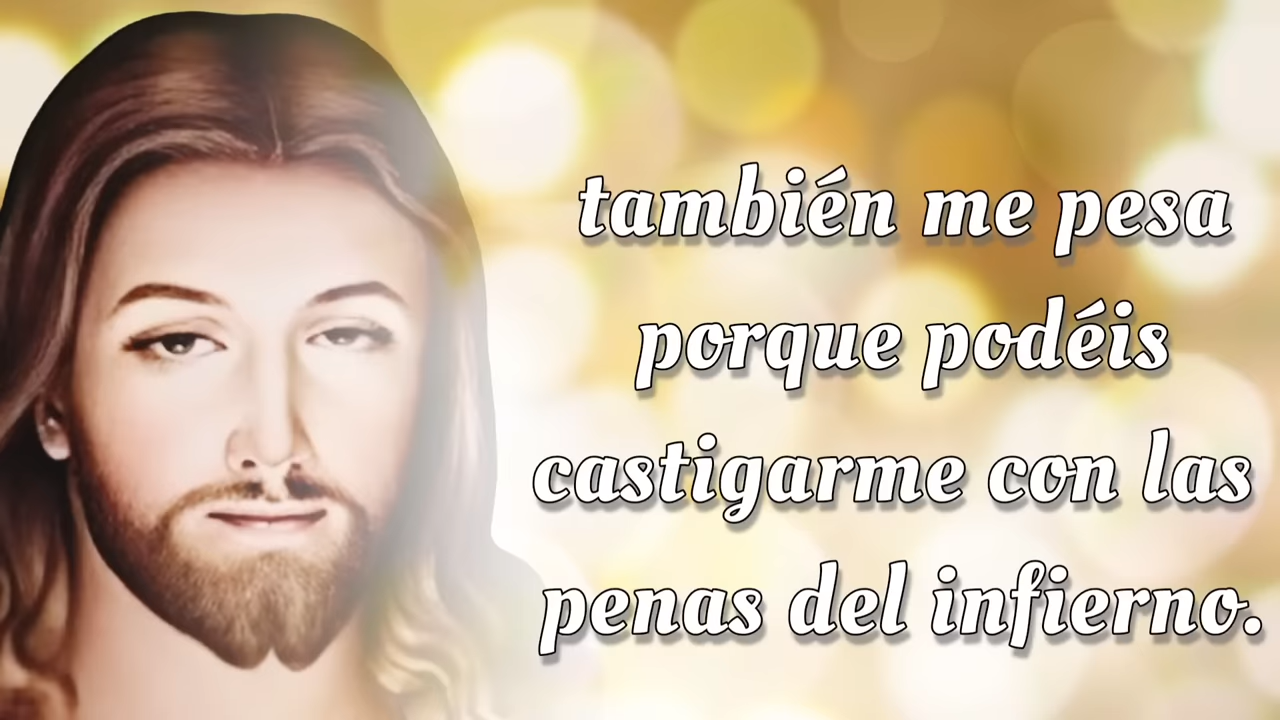 también me pesa
porque podéis
castigarme con las
penas del infierno.